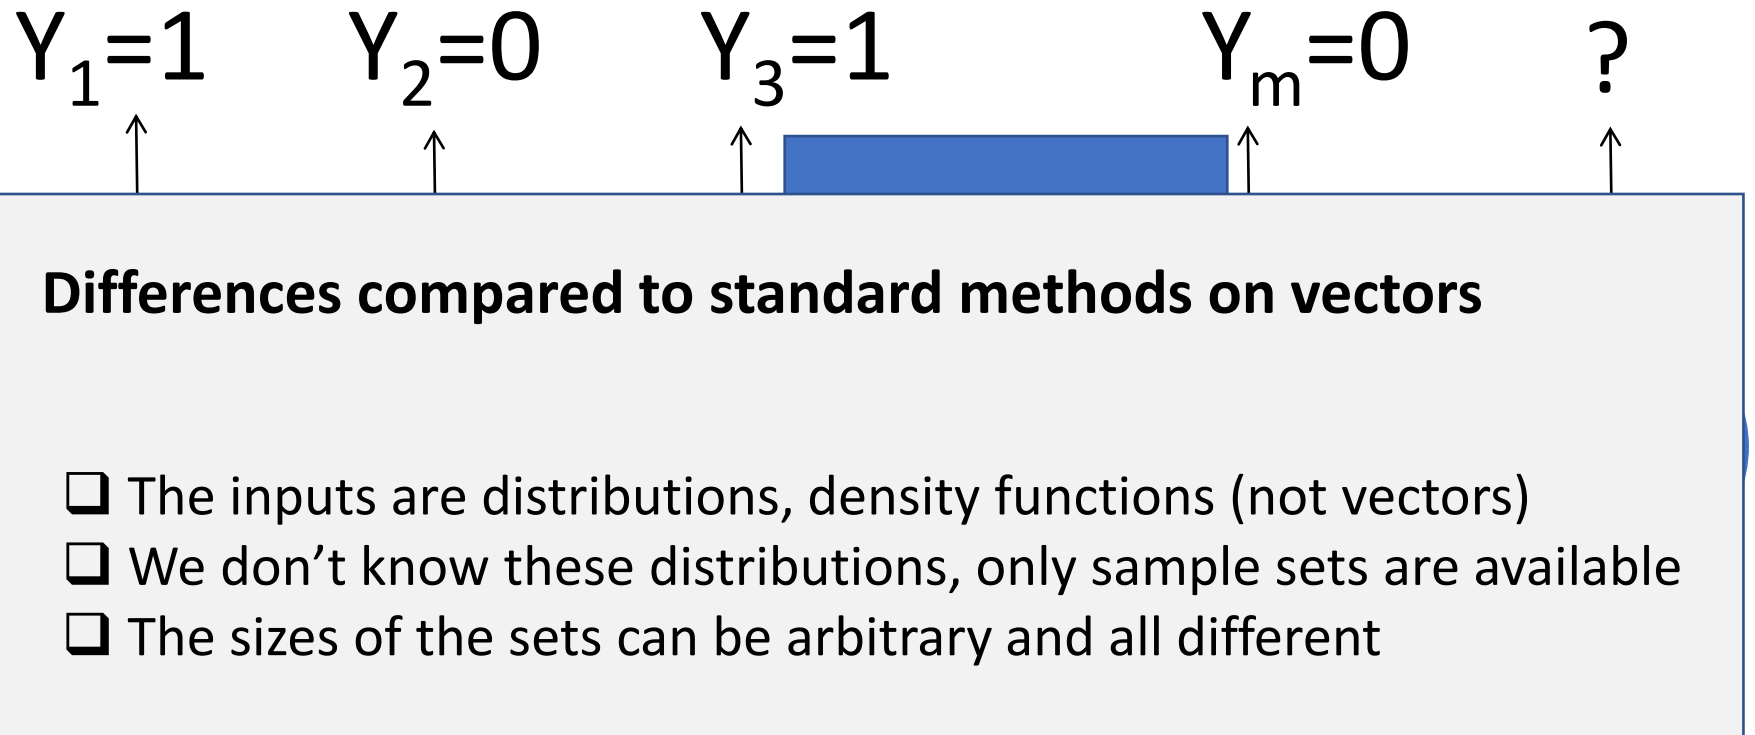 Y₁=1 Y₂=0 Y₃=1 Yₘ=0 ?
Differences compared to standard methods on vectors
❑ The inputs are distributions, density functions (not vectors)
❑ We don’t know these distributions, only sample sets are available
❑ The sizes of the sets can be arbitrary and all different